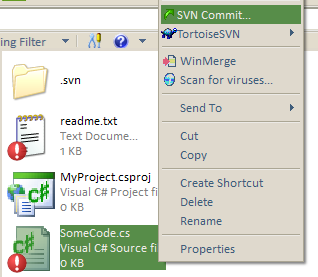 ing Filter
.svn
readme.txt
Text Docume...
1 KB
MyProject.csproj
Visual C# Project f
0 KB
SomeCode.cs
Visual C# Source fi
0 KB
SVN Commit...
TortoiseSVN
WinMerge
Scan for viruses...
Send To
Cut
Copy
Create Shortcut
Delete
Rename
Properties